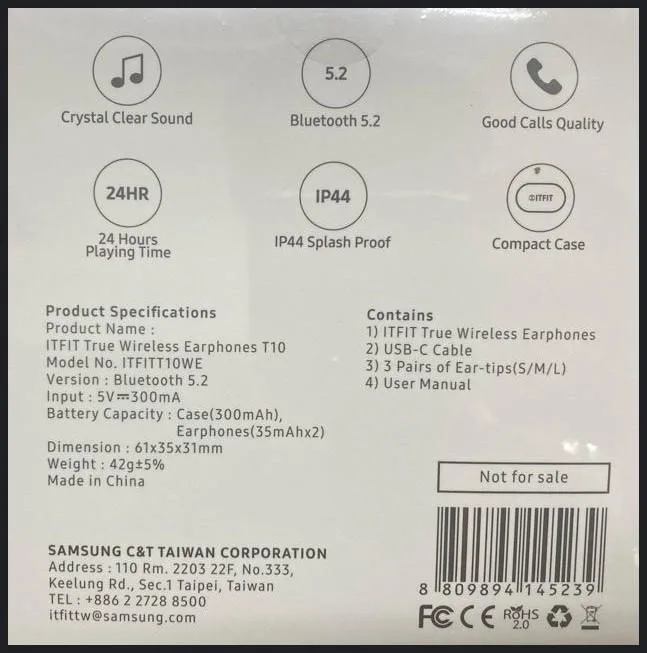 5.2
Crystal Clear Sound
Bluetooth 5.2
Good Calls Quality
24HR
IP44
ITFIT
24 Hours
Playing Time
IP44 Splash Proof
Compact Case
Product Specifications
Product Name :
ITFIT True Wireless Earphones T10
Model No. ITFITT10WE
Version : Bluetooth 5.2
Input : 5V⎓300mA
Battery Capacity : Case(300mAh),
Earphones(35mAhx2)
Dimension : 61x35x31mm
Weight : 42g±5%
Made in China
Contains
1) ITFIT True Wireless Earphones
2) USB-C Cable
3) 3 Pairs of Ear-tips(S/M/L)
4) User Manual
Not for sale
SAMSUNG C&T TAIWAN CORPORATION
Address : 110 Rm. 2203 22F, No.333,
Keelung Rd., Sec.1 Taipei, Taiwan
TEL : +886 2 2728 8500
itfittw@samsung.com
8 809894 145239
FC CE RoHS
2.0